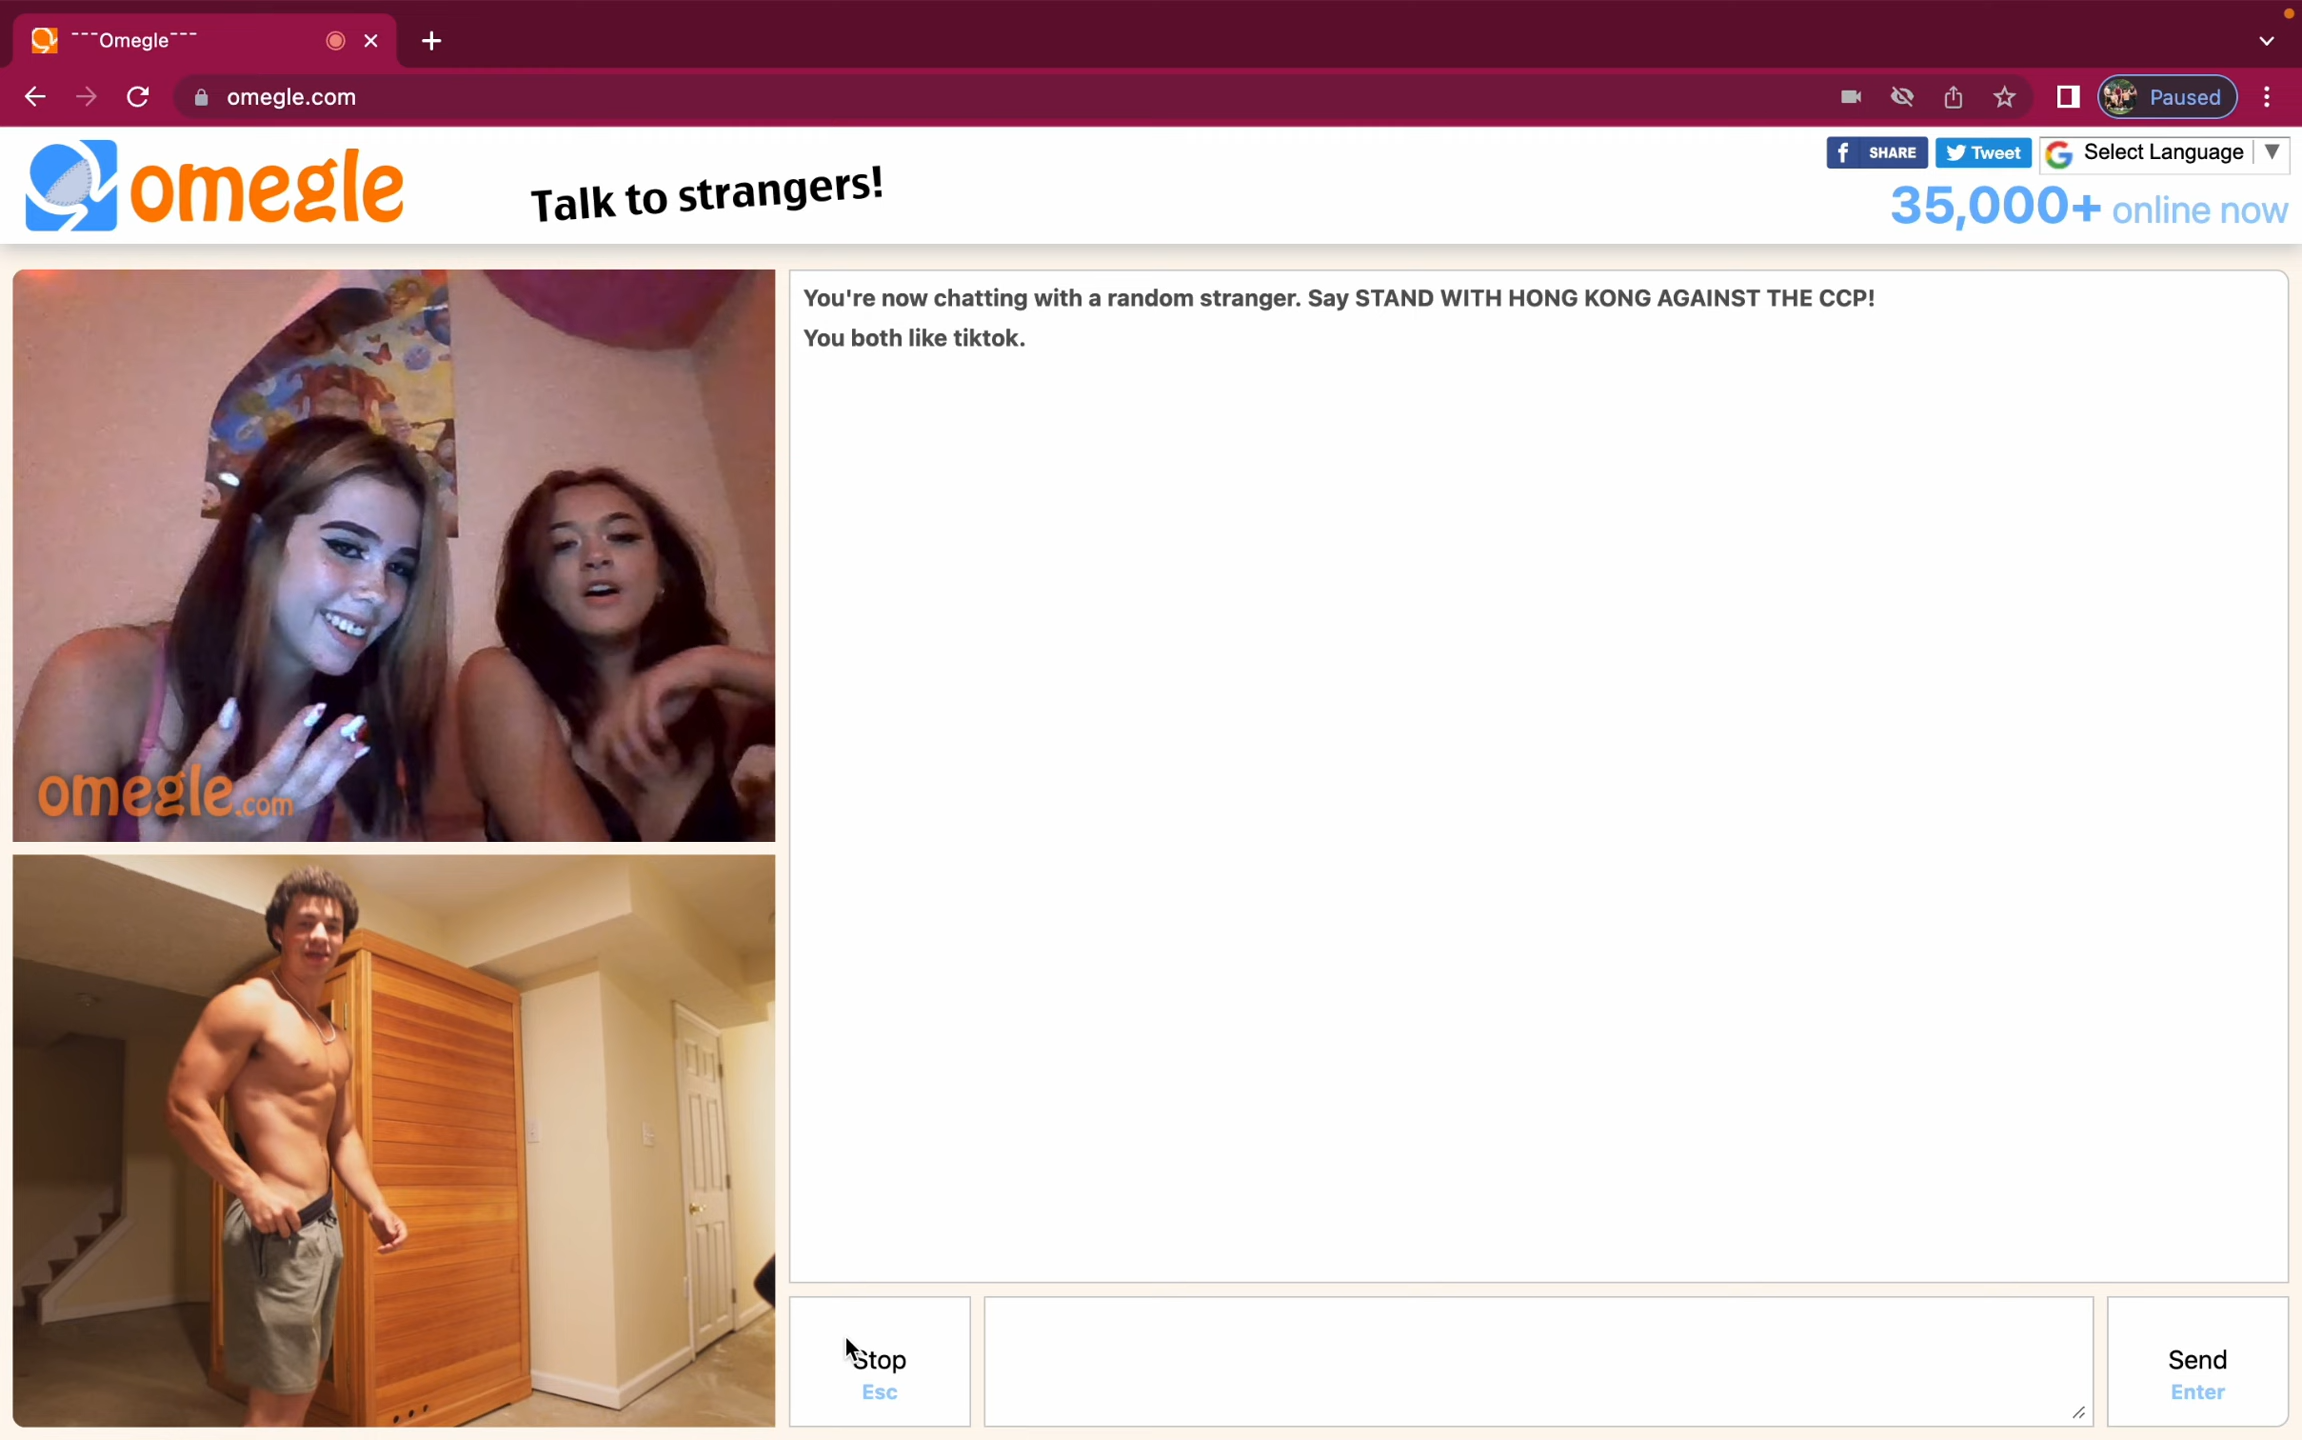 ---Omegle---
omegle.com
Paused
omegle
Talk to strangers!
SHARE
Tweet
Select Language
35,000+ online now
You're now chatting with a random stranger. Say STAND WITH HONG KONG AGAINST THE CCP!
You both like tiktok.
omegle.com
Stop
Esc
Send
Enter